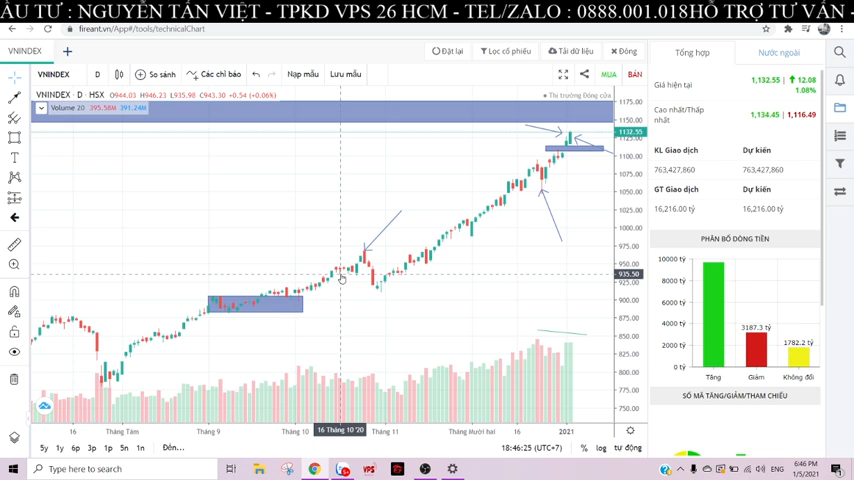 ẦU TƯ : NGUYỄN TẤN VIỆT - TPKD VPS 26 HCM - TEL/ZALO : 0888.001.018HỖ TRỢ TƯ VẤN -
fireant.vn/App#/tools/technicalChart
VNINDEX
Đặt lại
Lọc cổ phiếu
Tải dữ liệu
Đóng
Tổng hợp
Nước ngoài
VNINDEX
D
So sánh
Các chỉ báo
Nạp mẫu
Lưu mẫu
MUA
BÁN
VNINDEX · D · HSX O944.03 H946.23 L935.98 C943.30 +0.54 (+0.06%)
Thị trường Đóng cửa
Volume 20 395.58M 391.24M
Giá hiện tại
1,132.55 12.08
1.08%
Cao nhất/Thấp nhất
1,134.45 1,116.49
KL Giao dịch
Dự kiến
763,427,860
763,427,860
GT Giao dịch
Dự kiến
16,216.00 tỷ
16,216.00 tỷ
PHÂN BỔ DÒNG TIỀN
10000 tỷ
8000 tỷ
6000 tỷ
4000 tỷ
2000 tỷ
0 tỷ
9710 tỷ
3187.3 tỷ
1782.2 tỷ
Tăng
Giảm
Không đổi
SỐ MÃ TĂNG/GIẢM/THAM CHIẾU
1175.00
1150.00
1132.55
1100.00
1075.00
1050.00
1025.00
1000.00
975.00
950.00
935.50
925.00
900.00
875.00
850.00
825.00
800.00
775.00
750.00
16
Tháng Tám
Tháng 9
Tháng 10
16 Tháng 10 '20
Tháng 11
Tháng Mười hai
16
2021
5y
1y
6p
3p
1p
5n
1n
Đến...
18:46:25 (UTC+7)
%
log
tự động
Type here to search
VPS
6:46 PM
1/5/2021